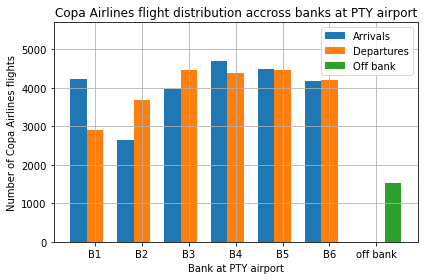 Copa Airlines flight distribution accross banks at PTY airport
Number of Copa Airlines flights
5000
4000
3000
2000
1000
0
Arrivals
Departures
Off bank
B1 B2 B3 B4 B5 B6 off bank
Bank at PTY airport